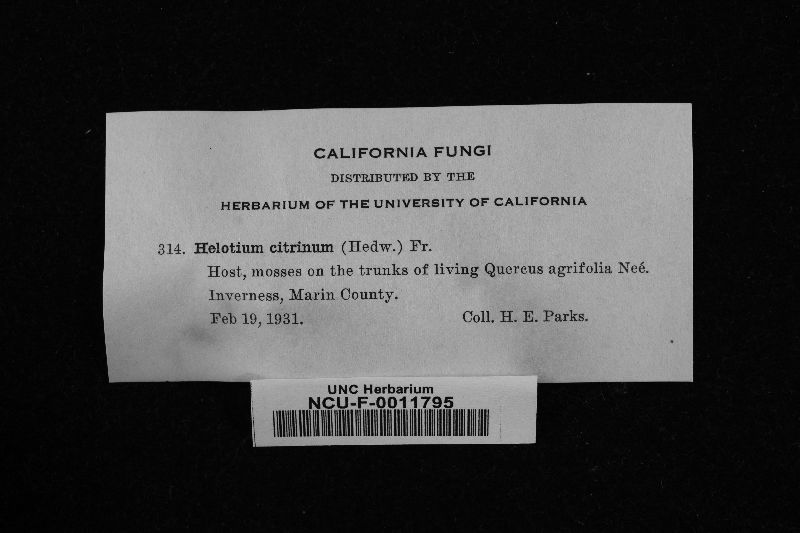 CALIFORNIA FUNGI
DISTRIBUTED BY THE
HERBARIUM OF THE UNIVERSITY OF CALIFORNIA
314. Helotium citrinum (Hedw.) Fr.
Host, mosses on the trunks of living Quercus agrifolia Neé.
Inverness, Marin County.
Feb 19, 1931. Coll. H. E. Parks.
UNC Herbarium
NCU-F-0011795